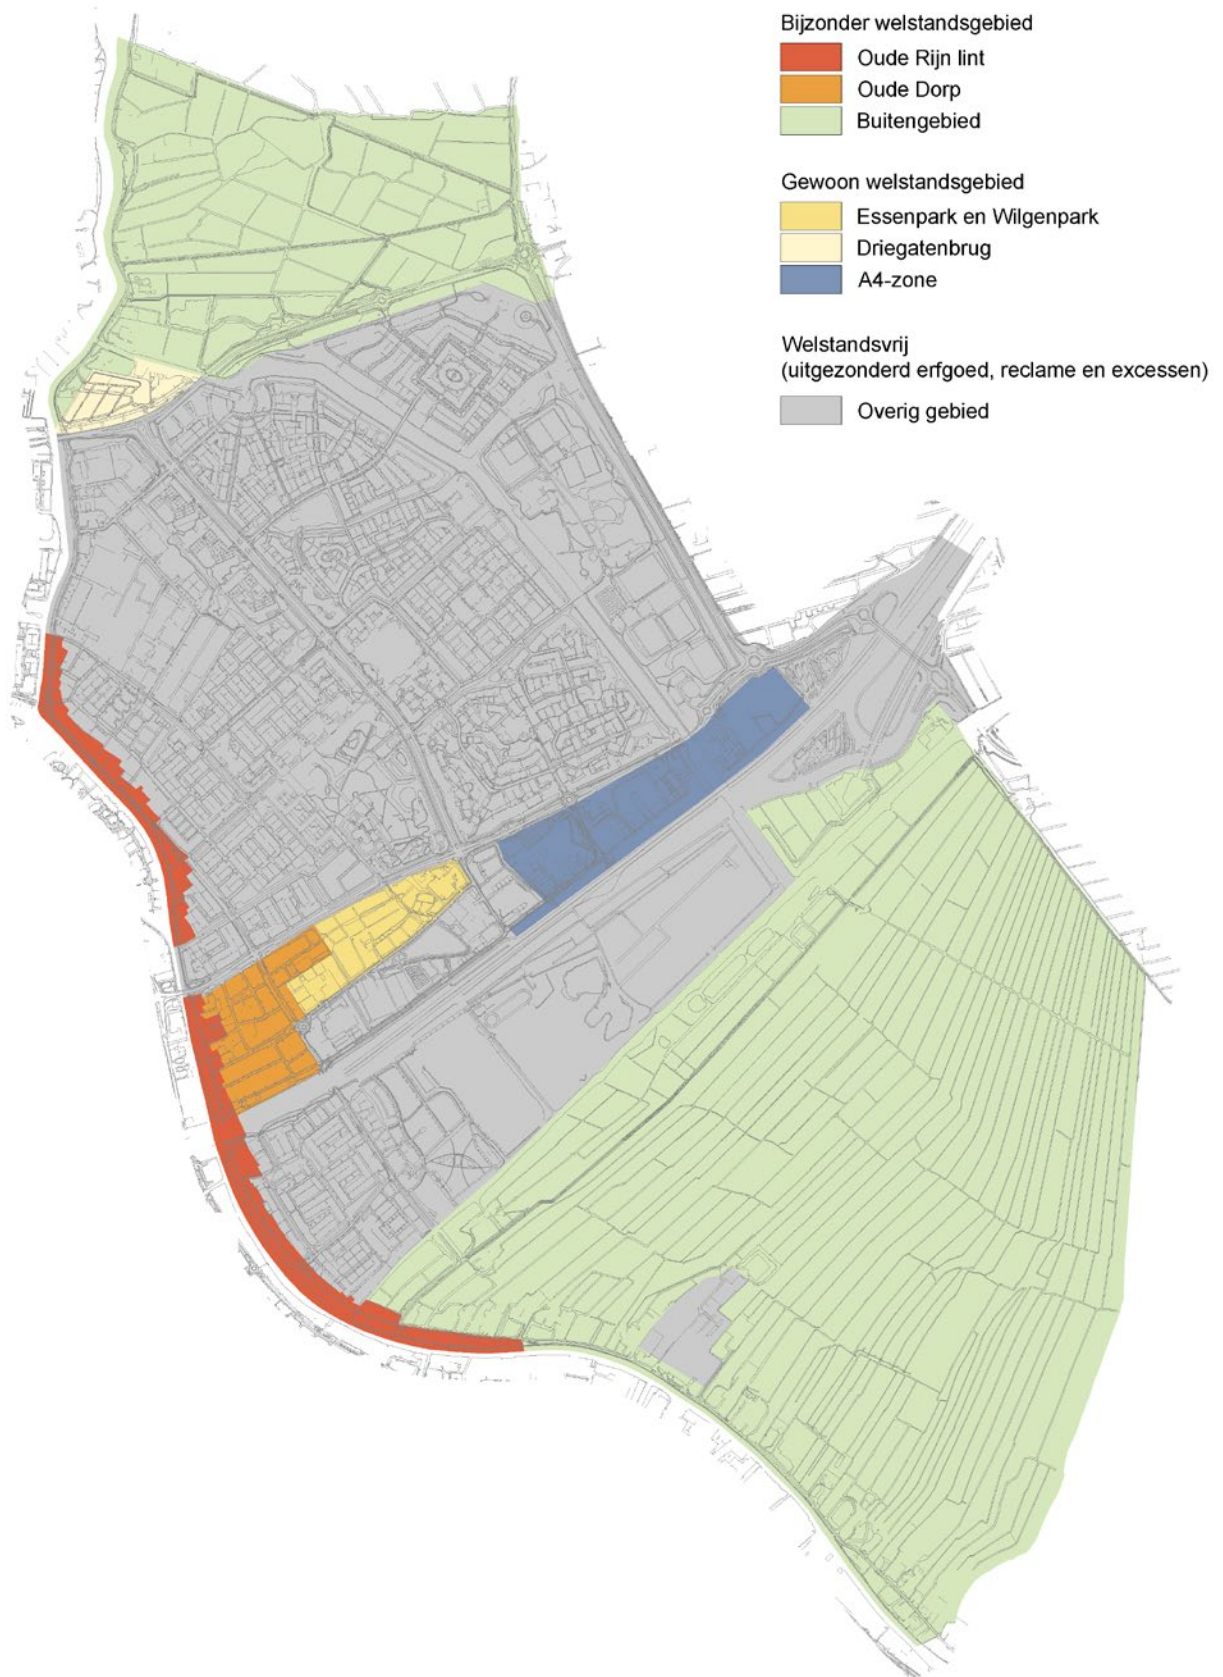 Bijzonder welstandsgebied
Oude Rijn lint
Oude Dorp
Buitengebied
Gewoon welstandsgebied
Essenpark en Wilgenpark
Driegatenbrug
A4-zone
Welstandsvrij
(uitgezonderd erfgoed, reclame en excessen)
Overig gebied